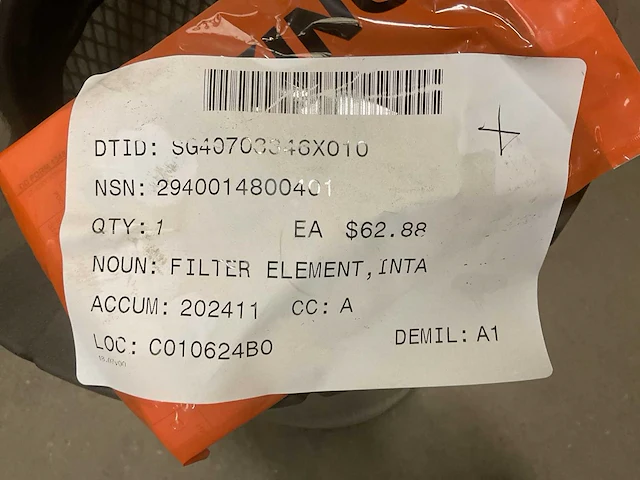 DTID:
NSN: 2940014800401
QTY: 1 EA $62.88
NOUN: FILTER ELEMENT,INTA
ACCUM: 202411 CC: A
LOC: C010624B0 DEMIL: A1